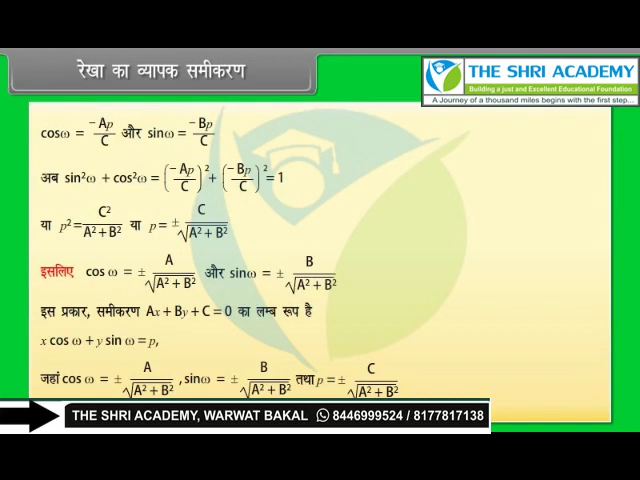 रेखा का व्यापक समीकरण
THE SHRI ACADEMY
Building a just and Excellent Educational Foundation
A Journey of a thousand miles begins with the first step...
cosω = −Ap/C और sinω = −Bp/C
अब sin²ω + cos²ω = (−Ap/C)² + (−Bp/C)² = 1
या p² = C²/A² + B² या p = ± C/√A² + B²
इसलिए cos ω = ± A/√A² + B² और sinω = ± B/√A² + B²
इस प्रकार, समीकरण Ax + By + C = 0 का लम्ब रूप है
x cos ω + y sin ω = p,
जहां cos ω = ± A/√A² + B² , sinω = ± B/√A² + B² तथा p = ± C/√A² + B²
THE SHRI ACADEMY, WARWAT BAKAL 8446999524 / 8177817138